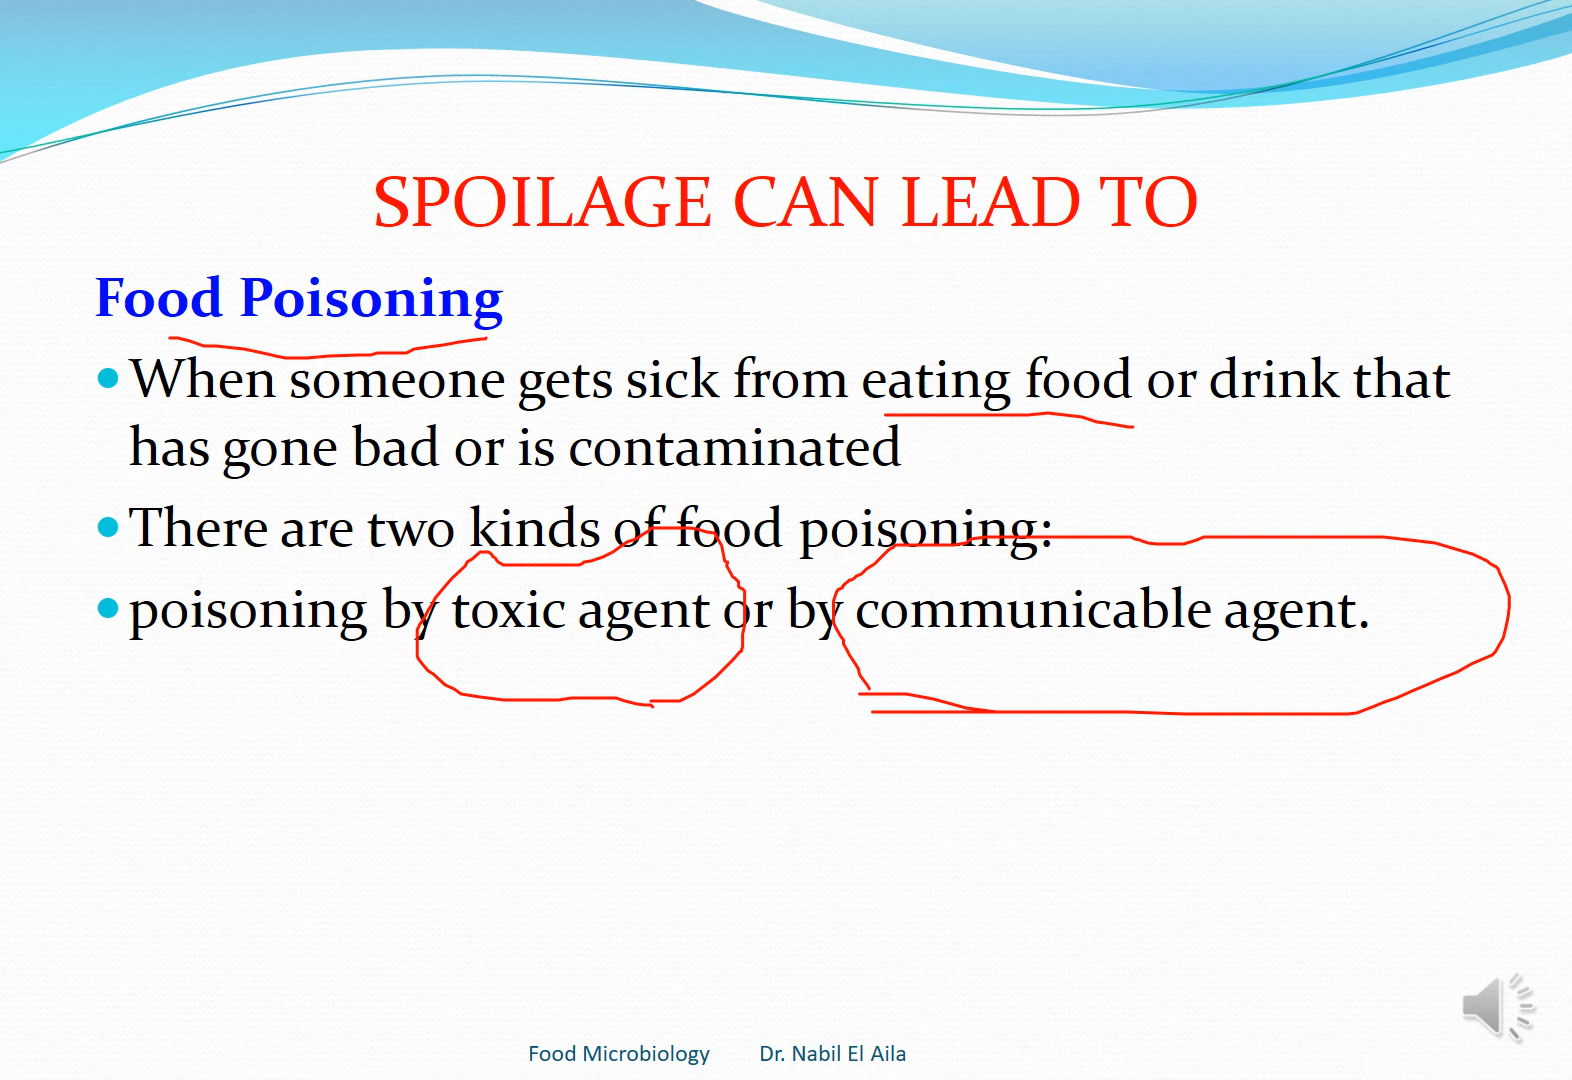 SPOILAGE CAN LEAD TO
Food Poisoning
• When someone gets sick from eating food or drink that
has gone bad or is contaminated
• There are two kinds of food poisoning:
• poisoning by toxic agent or by communicable agent.
Food Microbiology Dr. Nabil El Aila